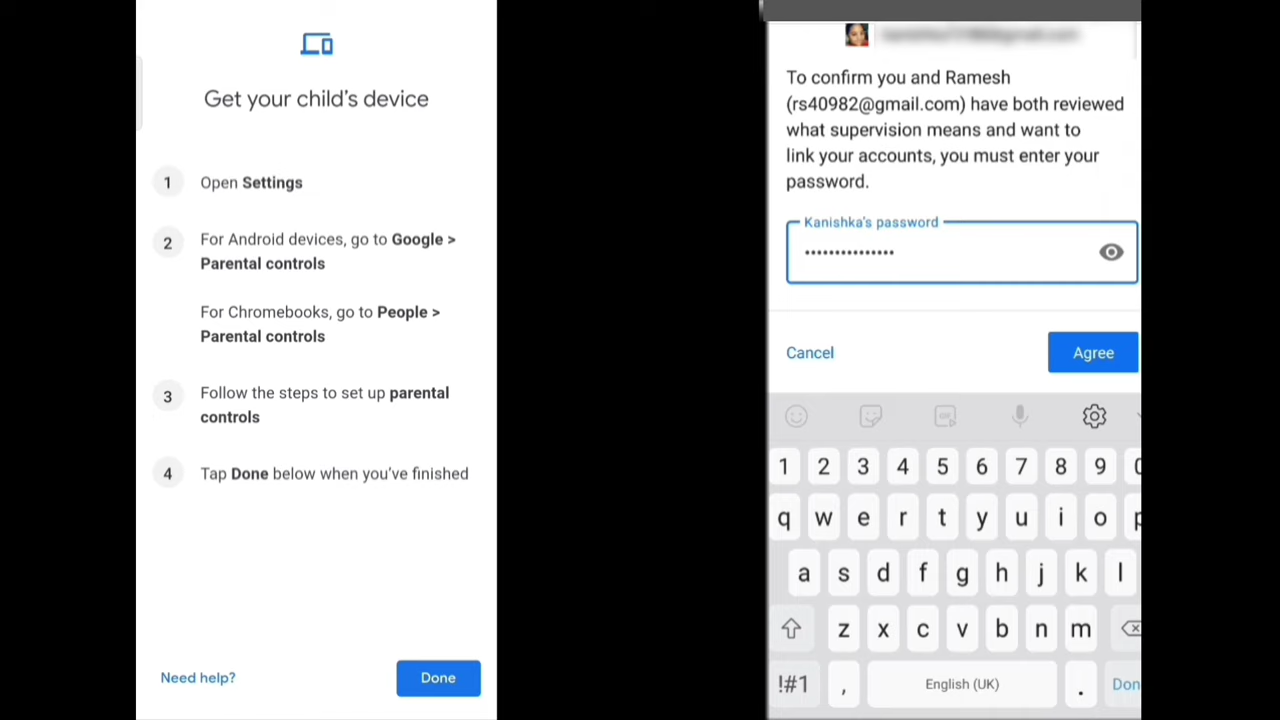 Get your child's device
1 Open Settings
2 For Android devices, go to Google >
Parental controls
For Chromebooks, go to People >
Parental controls
3 Follow the steps to set up parental
controls
4 Tap Done below when you've finished
Need help? Done
To confirm you and Ramesh
(rs40982@gmail.com) have both reviewed
what supervision means and want to
link your accounts, you must enter your
password.
Kanishka's password
•••••••••••••••
Cancel Agree
1 2 3 4 5 6 7 8 9
q w e r t y u i o p
a s d f g h j k l
z x c v b n m
!#1 , English (UK) . Don